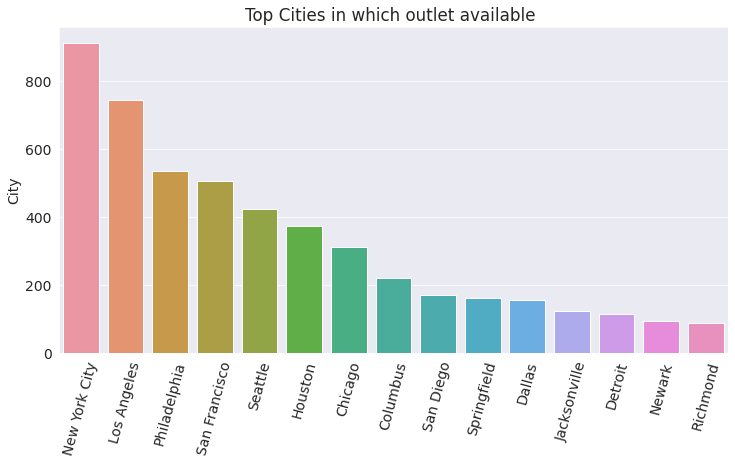 Top Cities in which outlet available
City
800
600
400
200
0
New York City
Los Angeles
Philadelphia
San Francisco
Seattle
Houston
Chicago
Columbus
San Diego
Springfield
Dallas
Jacksonville
Detroit
Newark
Richmond